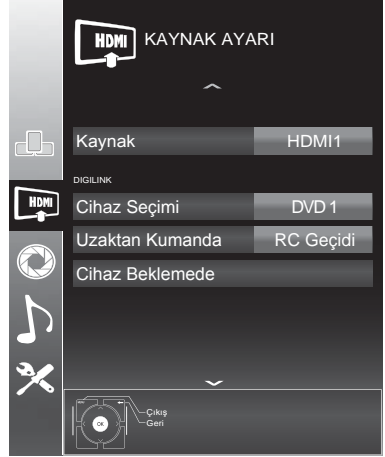 HDMI KAYNAK AYARI
Kaynak HDMI1
DIGILINK
HDMI
Cihaz Seçimi DVD 1
Uzaktan Kumanda RC Geçidi
Cihaz Beklemede
Çıkış
Geri
OK